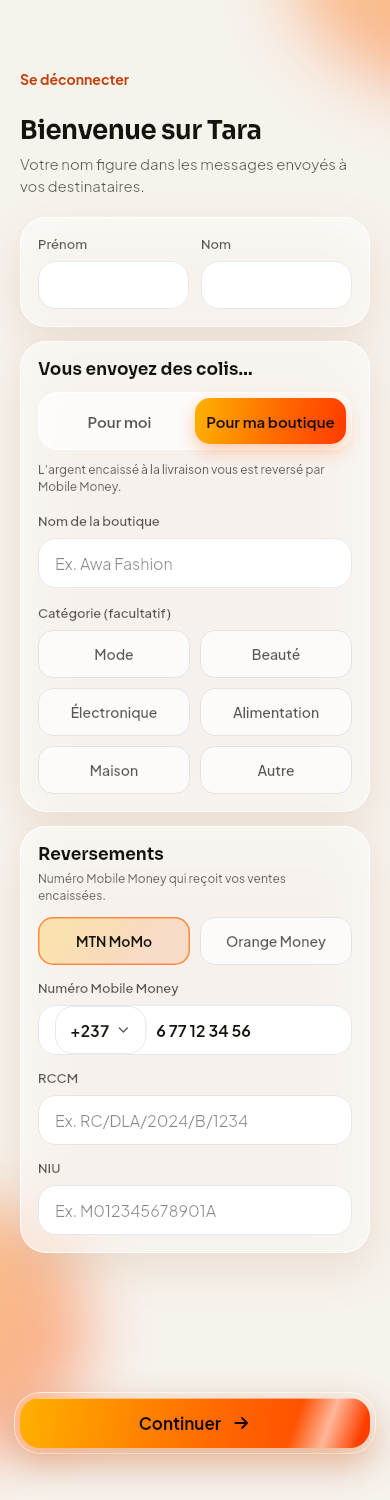 Se déconnecter
Bienvenue sur Tara
Votre nom figure dans les messages envoyés à
vos destinataires.
Prénom
Nom
Vous envoyez des colis...
Pour moi
Pour ma boutique
L'argent encaissé à la livraison vous est reversé par
Mobile Money.
Nom de la boutique
Ex. Awa Fashion
Catégorie (facultatif)
Mode
Beauté
Électronique
Alimentation
Maison
Autre
Reversements
Numéro Mobile Money qui reçoit vos ventes
encaissées.
MTN MoMo
Orange Money
Numéro Mobile Money
+237
6 77 12 34 56
RCCM
Ex. RC/DLA/2024/B/1234
NIU
Ex. M012345678901A
Continuer →